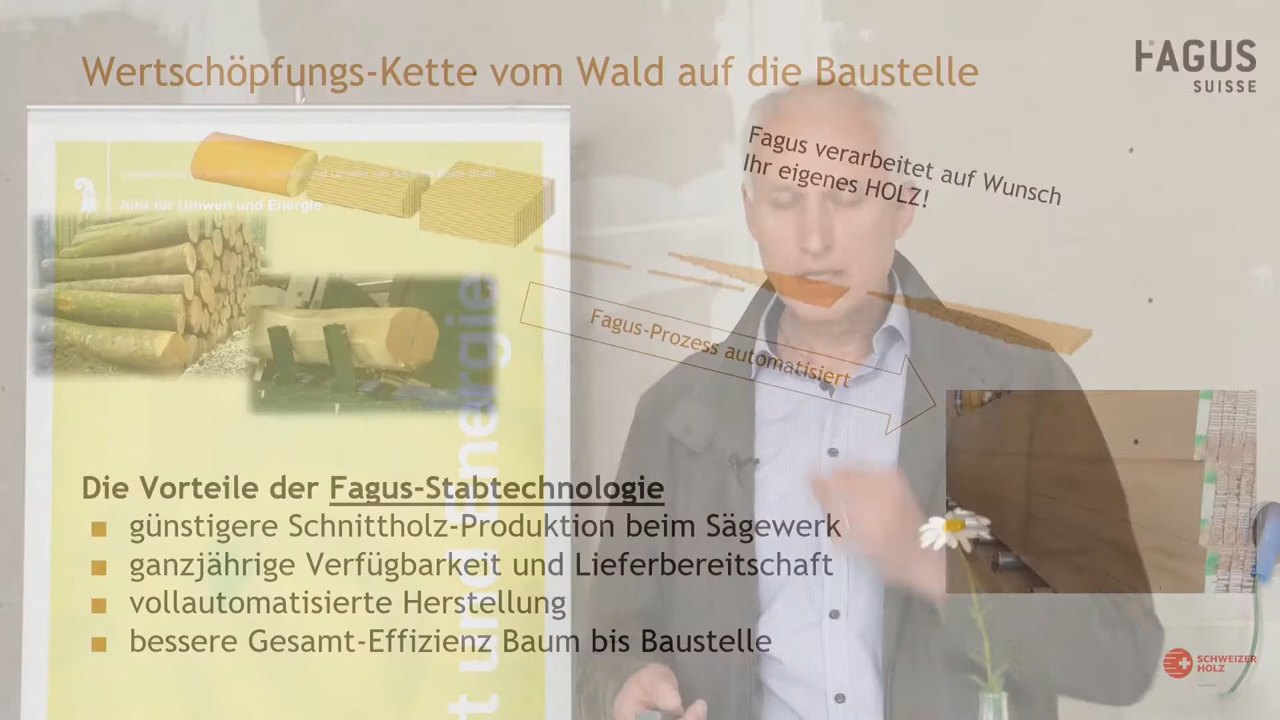 Wertschöpfungs-Kette vom Wald auf die Baustelle
FAGUS
SUISSE
Fagus verarbeitet auf Wunsch
Ihr eigenes HOLZ!
Amt für Umwelt und Energie
Fagus-Prozess automatisiert
Die Vorteile der Fagus-Stabtechnologie
günstigere Schnittholz-Produktion beim Sägewerk
ganzjährige Verfügbarkeit und Lieferbereitschaft
vollautomatisierte Herstellung
bessere Gesamt-Effizienz Baum bis Baustelle
t und Energie
SCHWEIZER
HOLZ